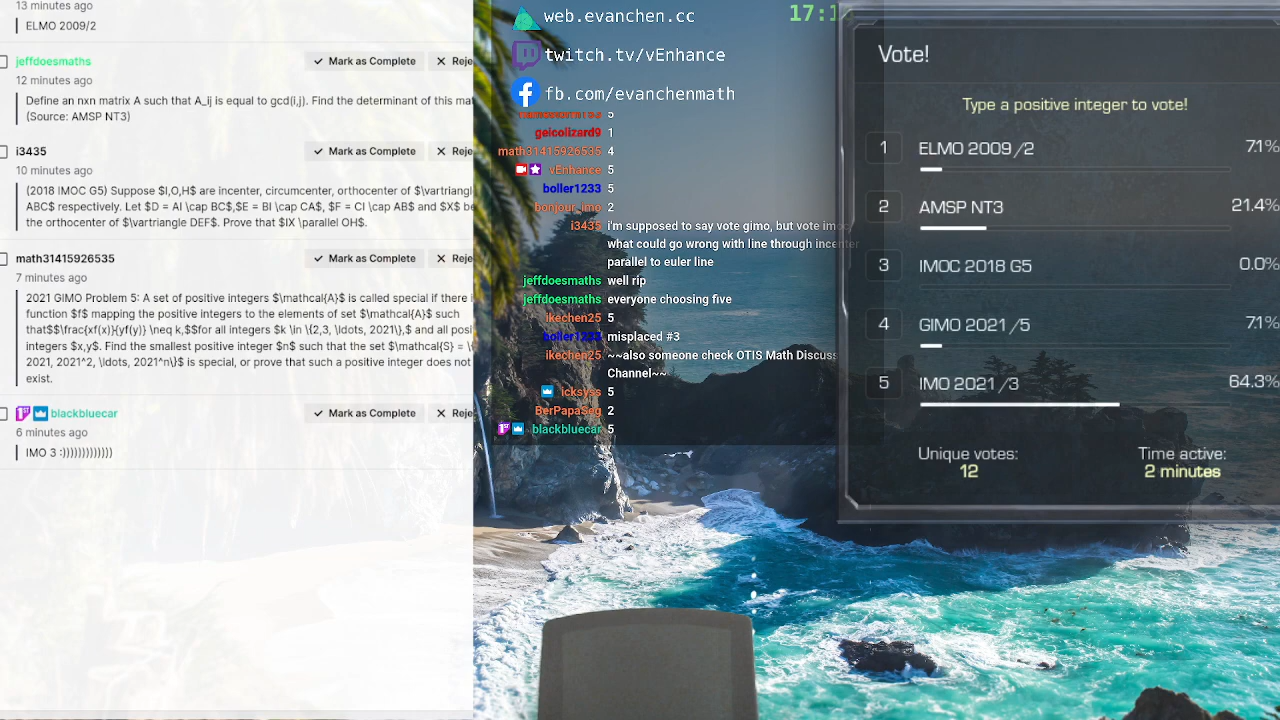 13 minutes ago
ELMO 2009/2
jeffdoesmaths
Mark as Complete
Reje
12 minutes ago
Define an nxn matrix A such that A_ij is equal to gcd(i,j). Find the determinant of this mat
(Source: AMSP NT3)
i3435
Mark as Complete
Reje
10 minutes ago
(2018 IMOC G5) Suppose $I,O,H$ are incenter, circumcenter, orthocenter of $\vartriangle
ABC$ respectively. Let $D = AI \cap BC$,$E = BI \cap CA$, $F = CI \cap AB$ and $X$ be
the orthocenter of $\vartriangle DEF$. Prove that $IX \parallel OH$.
math31415926535
Mark as Complete
Reje
7 minutes ago
2021 GIMO Problem 5: A set of positive integers $\mathcal{A}$ is called special if there i
function $f$ mapping the positive integers to the elements of set $\mathcal{A}$ such
that$$\frac{xf(x)}{yf(y)} \neq k,$$for all integers $k \in \{2,3, \ldots, 2021\},$ and all posi
integers $x,y$. Find the smallest positive integer $n$ such that the set $\mathcal{S} = \{
2021, 2021^2, \ldots, 2021^n\}$ is special, or prove that such a positive integer does not
exist.
blackbluecar
Mark as Complete
Reje
6 minutes ago
IMO 3 :)))))))))))))
web.evanchen.cc
17:1
twitch.tv/vEnhance
fb.com/evanchenmath
5
geicolizard9 1
math31415926535 4
vEnhance 5
boller1233 5
bonjour_imo 2
i3435 i'm supposed to say vote gimo, but vote imoc
what could go wrong with line through incenter
parallel to euler line
jeffdoesmaths well rip
jeffdoesmaths everyone choosing five
ikechen25 5
boller1233 misplaced #3
ikechen25 ~~also someone check OTIS Math Discuss
Channel~~
icksyss 5
BerPapaSeg 2
blackbluecar 5
Vote!
Type a positive integer to vote!
1 ELMO 2009/2 7.1%
2 AMSP NT3 21.4%
3 IMOC 2018 G5 0.0%
4 GIMO 2021/5 7.1%
5 IMO 2021/3 64.3%
Unique votes: Time active:
12 2 minutes